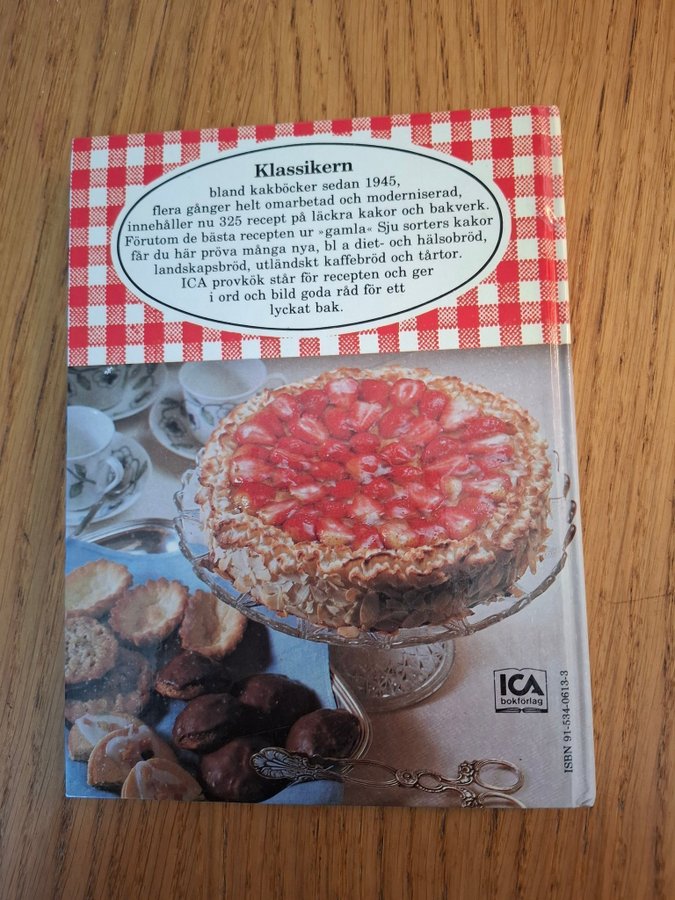 Klassikern
bland kakböcker sedan 1945,
flera gånger helt omarbetad och moderniserad,
innehåller nu 325 recept på läckra kakor och bakverk.
Förutom de bästa recepten ur »gamla« Sju sorters kakor
får du här pröva många nya, bl a diet- och hälsobröd,
landskapsbröd, utländskt kaffebröd och tårtor.
ICA provkök står för recepten och ger
i ord och bild goda råd för ett
lyckat bak.
ICA
bokförlag
ISBN 91-534-0613-3